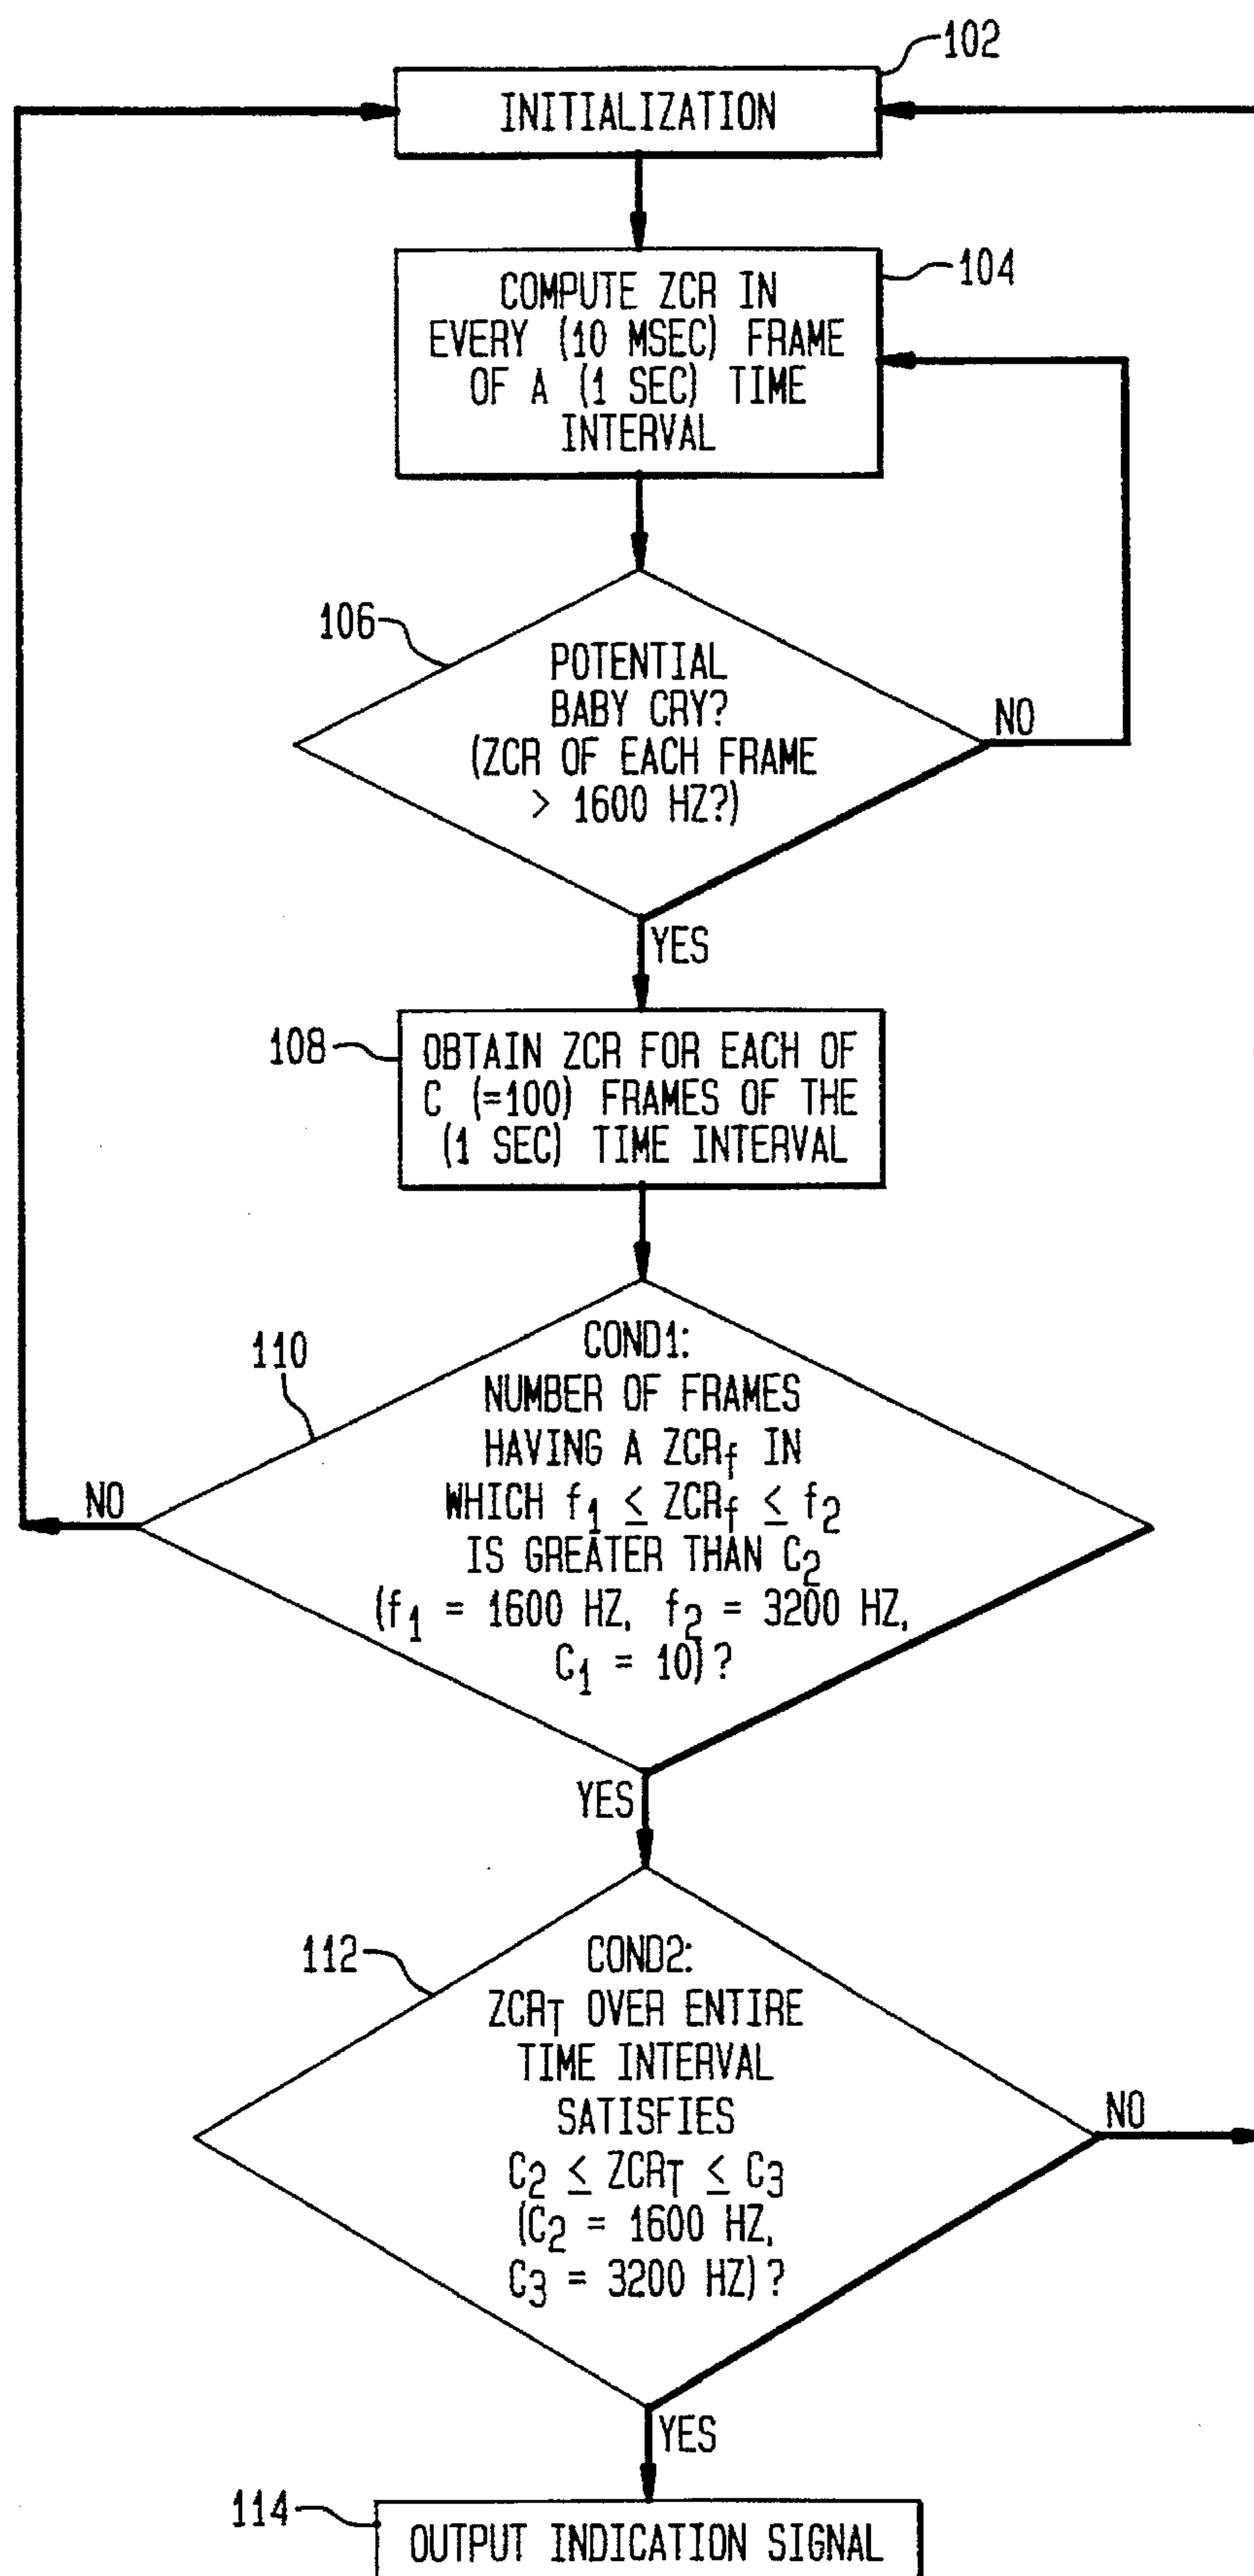 102
INITIALIZATION
104
COMPUTE ZCR IN
EVERY (10 MSEC) FRAME
OF A (1 SEC) TIME
INTERVAL
106
POTENTIAL
BABY CRY?
(ZCR OF EACH FRAME
> 1600 HZ?)
NO
YES
108
OBTAIN ZCR FOR EACH OF
C (=100) FRAMES OF THE
(1 SEC) TIME INTERVAL
110
COND1:
NUMBER OF FRAMES
HAVING A ZCRf IN
WHICH f1 ≤ ZCRf ≤ f2
IS GREATER THAN C2
(f1 = 1600 HZ, f2 = 3200 HZ,
C1 = 10)?
NO
YES
112
COND2:
ZCRT OVER ENTIRE
TIME INTERVAL
SATISFIES
C2 ≤ ZCRT ≤ C3
(C2 = 1600 HZ,
C3 = 3200 HZ)?
NO
YES
114
OUTPUT INDICATION SIGNAL